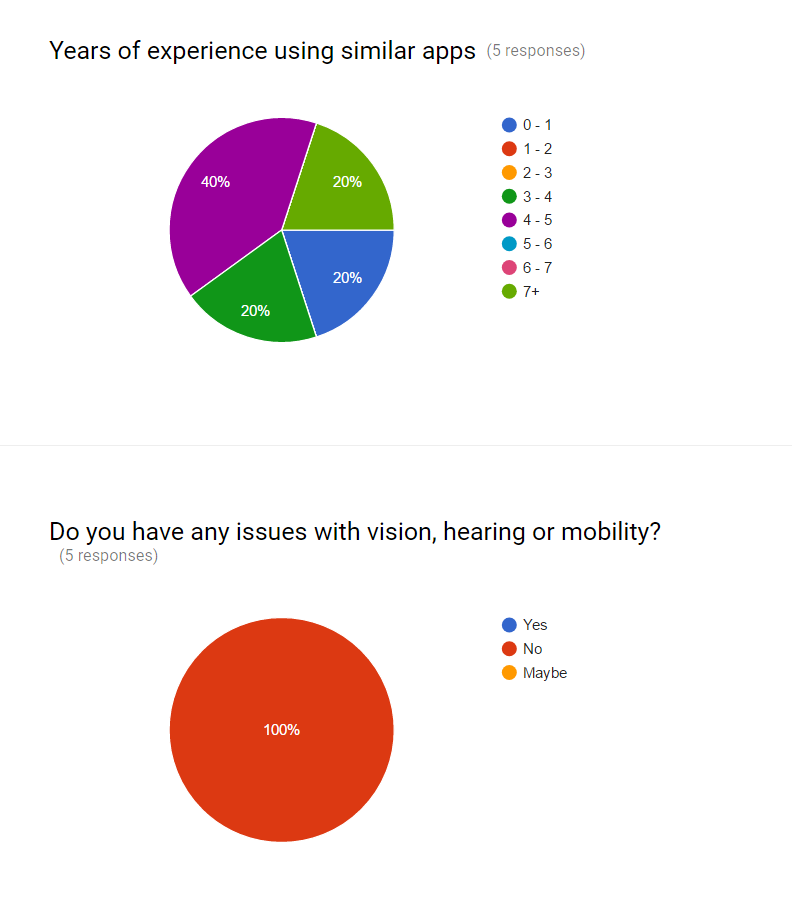 Years of experience using similar apps (5 responses)
40%
20%
20%
20%
0 - 1
1 - 2
2 - 3
3 - 4
4 - 5
5 - 6
6 - 7
7+
Do you have any issues with vision, hearing or mobility?
(5 responses)
100%
Yes
No
Maybe